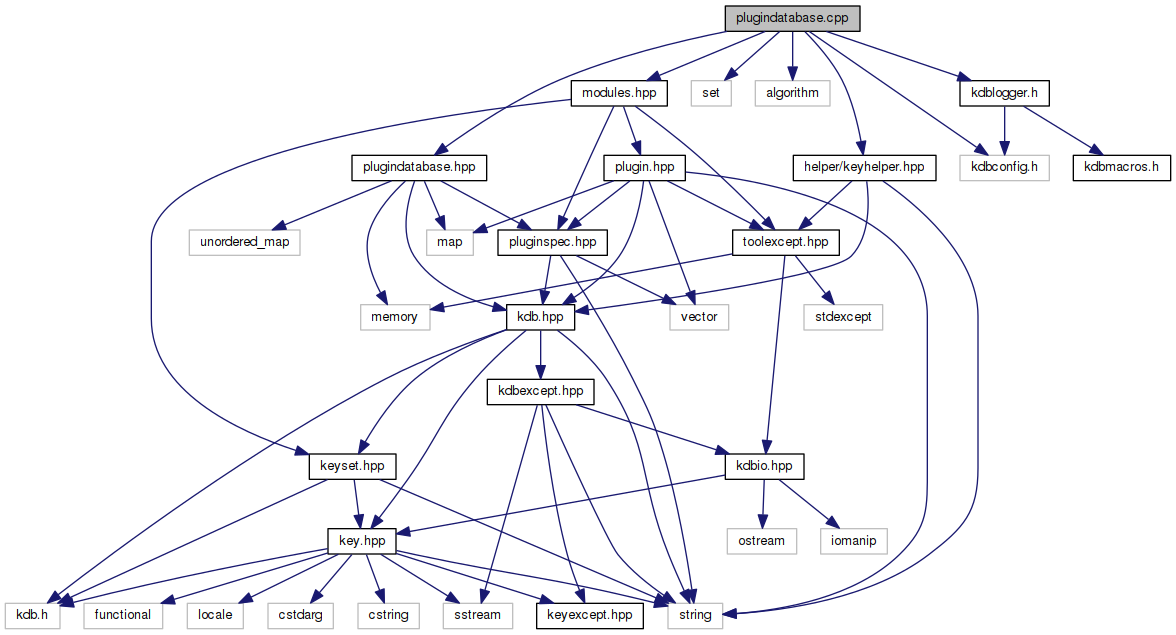 plugindatabase.cpp
modules.hpp
set
algorithm
kdblogger.h
plugindatabase.hpp
plugin.hpp
helper/keyhelper.hpp
kdbconfig.h
kdbmacros.h
unordered_map
map
pluginspec.hpp
toolexcept.hpp
memory
kdb.hpp
vector
stdexcept
kdbexcept.hpp
keyset.hpp
kdbio.hpp
key.hpp
ostream
iomanip
kdb.h
functional
locale
cstdarg
cstring
sstream
keyexcept.hpp
string